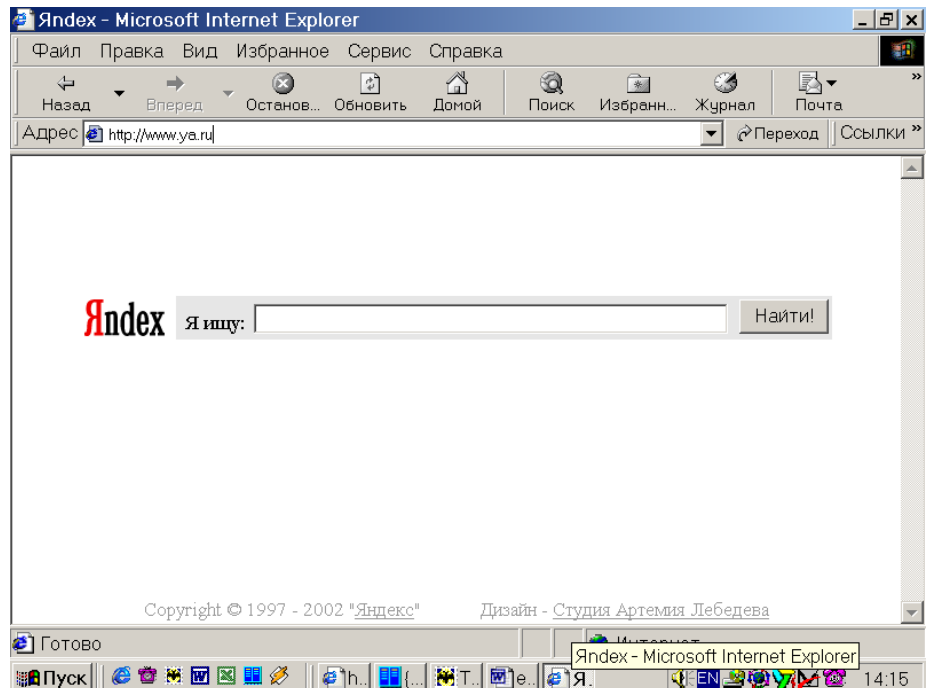 Яndex - Microsoft Internet Explorer
Файл Правка Вид Избранное Сервис Справка
Назад Вперед Останов... Обновить Домой Поиск Избранн... Журнал Почта »
Адрес http://www.ya.ru Переход Ссылки »
Яndex Я ищу: Найти!
Copyright © 1997 - 2002 "Яндекс" Дизайн - Студия Артемия Лебедева
Готово
Яndex - Microsoft Internet Explorer
Пуск h.. {... T.. e.. Я. EN 14:15